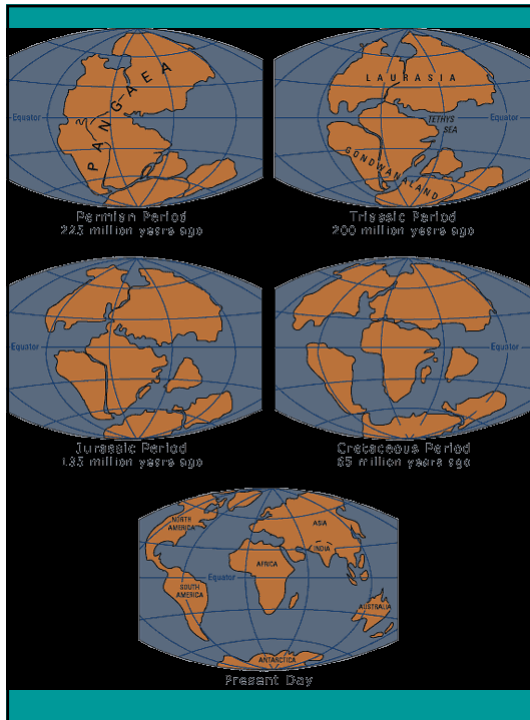 PANGAEA
Equator
Permian Period
225 million years ago
LAURASIA
TETHYS
SEA
Equator
GONDWANALAND
Triassic Period
200 million years ago
Equator
Jurassic Period
135 million years ago
Equator
Cretaceous Period
65 million years ago
NORTH
AMERICA
ASIA
INDIA
AFRICA
Equator
SOUTH
AMERICA
AUSTRALIA
ANTARCTICA
Present Day